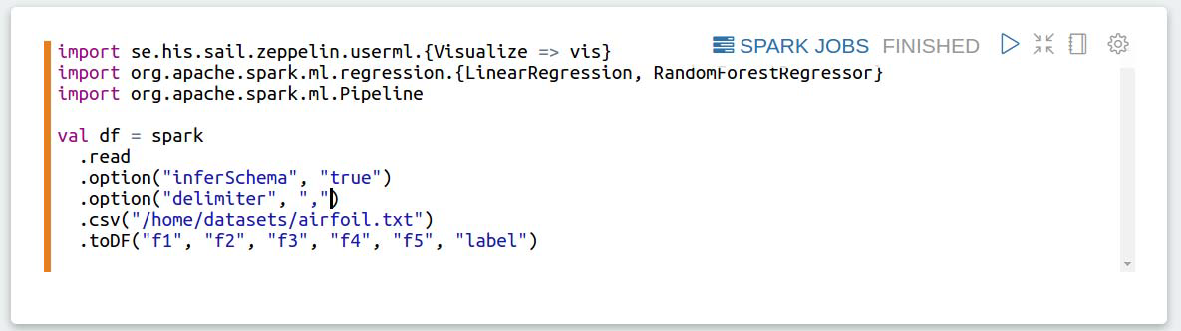 import se.his.sail.zeppelin.userml.{Visualize => vis}
SPARK JOBS FINISHED
import org.apache.spark.ml.regression.{LinearRegression, RandomForestRegressor}
import org.apache.spark.ml.Pipeline
val df = spark
.read
.option("inferSchema", "true")
.option("delimiter", ",")
.csv("/home/datasets/airfoil.txt")
.toDF("f1", "f2", "f3", "f4", "f5", "label")